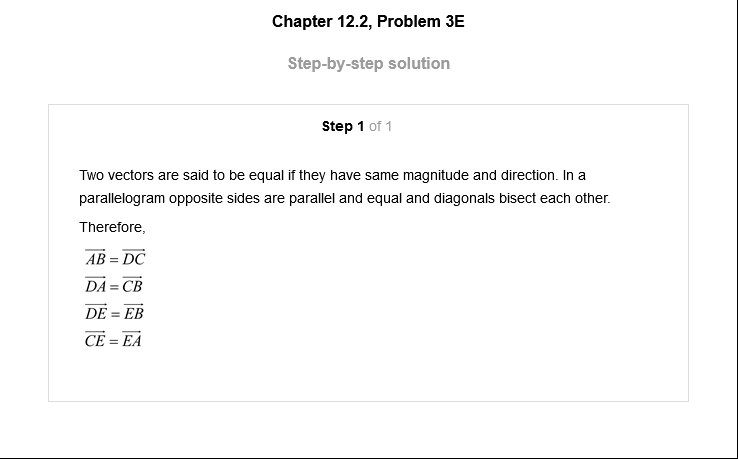 Chapter 12.2, Problem 3E
Step-by-step solution
Step 1 of 1
Two vectors are said to be equal if they have same magnitude and direction. In a
parallelogram opposite sides are parallel and equal and diagonals bisect each other.
Therefore,
$\overrightarrow{AB} = \overrightarrow{DC}$
$\overrightarrow{DA} = \overrightarrow{CB}$
$\overrightarrow{DE} = \overrightarrow{EB}$
$\overrightarrow{CE} = \overrightarrow{EA}$